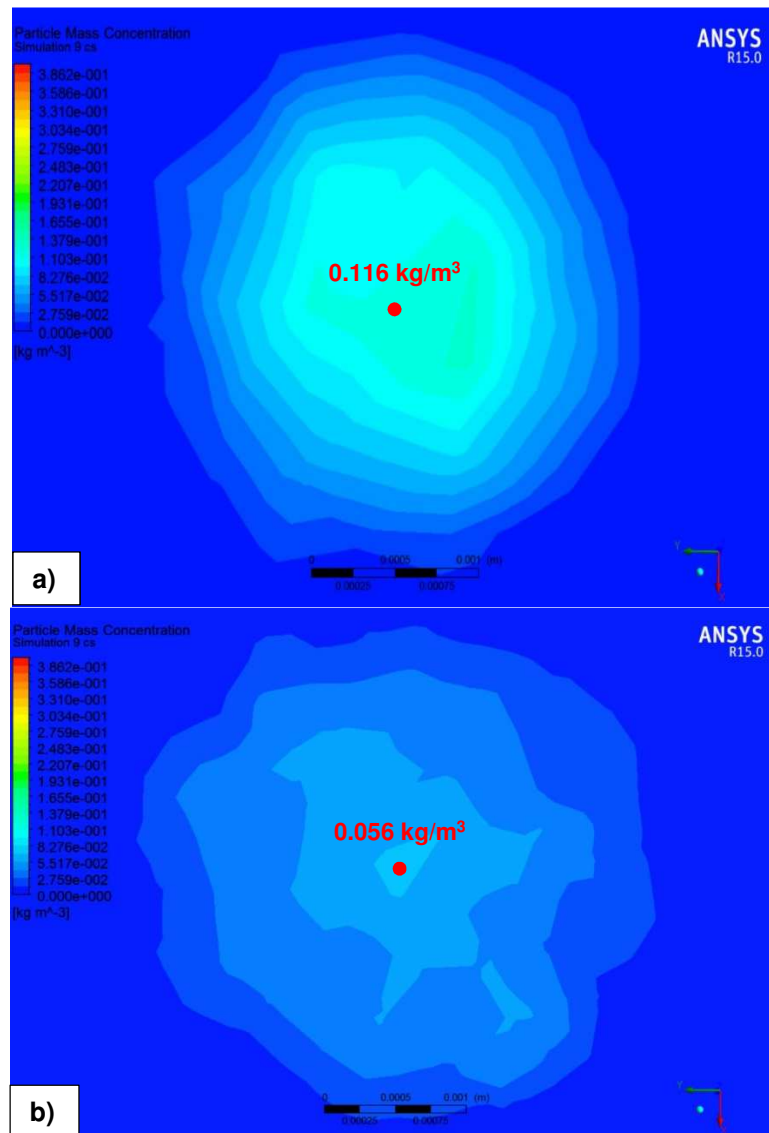 Particle Mass Concentration
Simulation 9 cs
3.862e-001
3.586e-001
3.310e-001
3.034e-001
2.759e-001
2.483e-001
2.207e-001
1.931e-001
1.655e-001
1.379e-001
1.103e-001
8.276e-002
5.517e-002
2.759e-002
0.000e+000
[kg m^-3]
ANSYS
R15.0
0.116 kg/m³
0 0.0005 0.001 (m)
0.00025 0.00075
Y
X
a)
Particle Mass Concentration
Simulation 9 cs
3.862e-001
3.586e-001
3.310e-001
3.034e-001
2.759e-001
2.483e-001
2.207e-001
1.931e-001
1.655e-001
1.379e-001
1.103e-001
8.276e-002
5.517e-002
2.759e-002
0.000e+000
[kg m^-3]
ANSYS
R15.0
0.056 kg/m³
0 0.0005 0.001 (m)
0.00025 0.00075
Y
b)